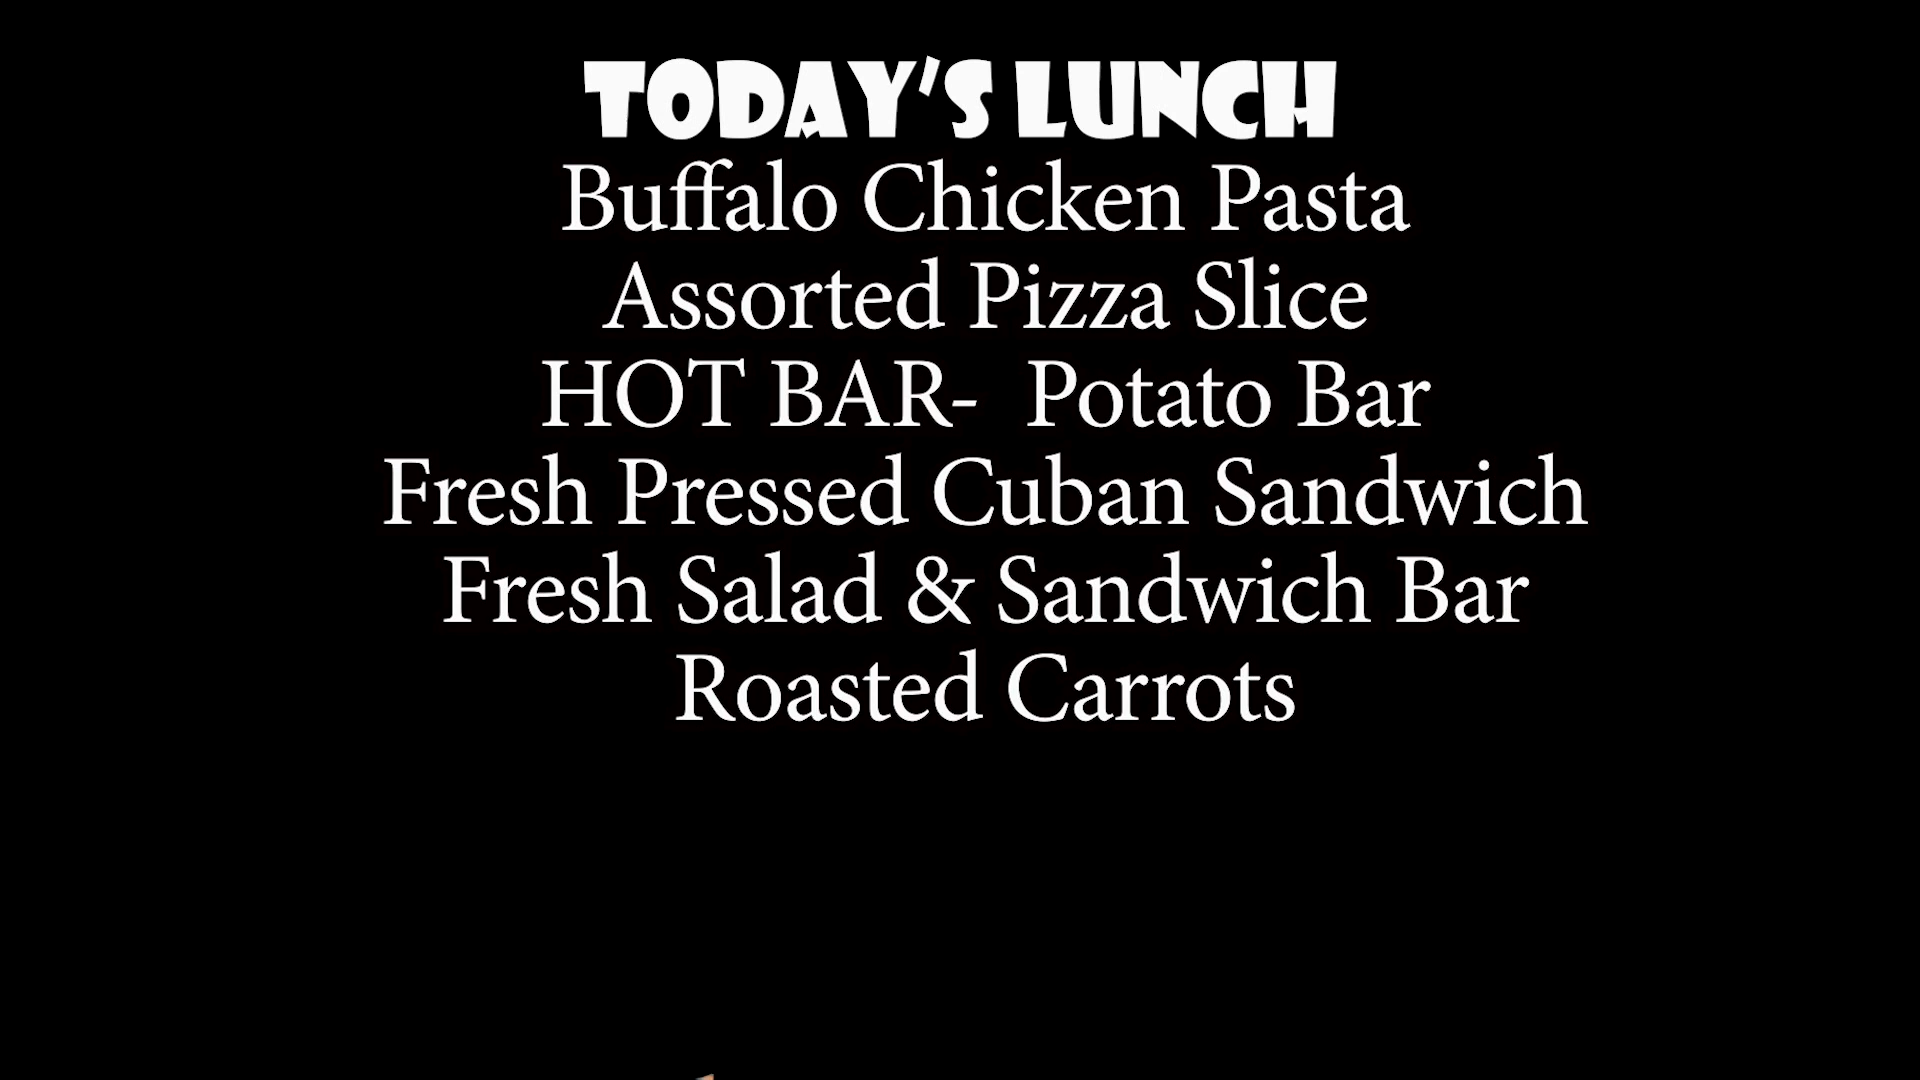 TODAY'S LUNCH
Buffalo Chicken Pasta
Assorted Pizza Slice
HOT BAR-  Potato Bar
Fresh Pressed Cuban Sandwich
Fresh Salad & Sandwich Bar
Roasted Carrots